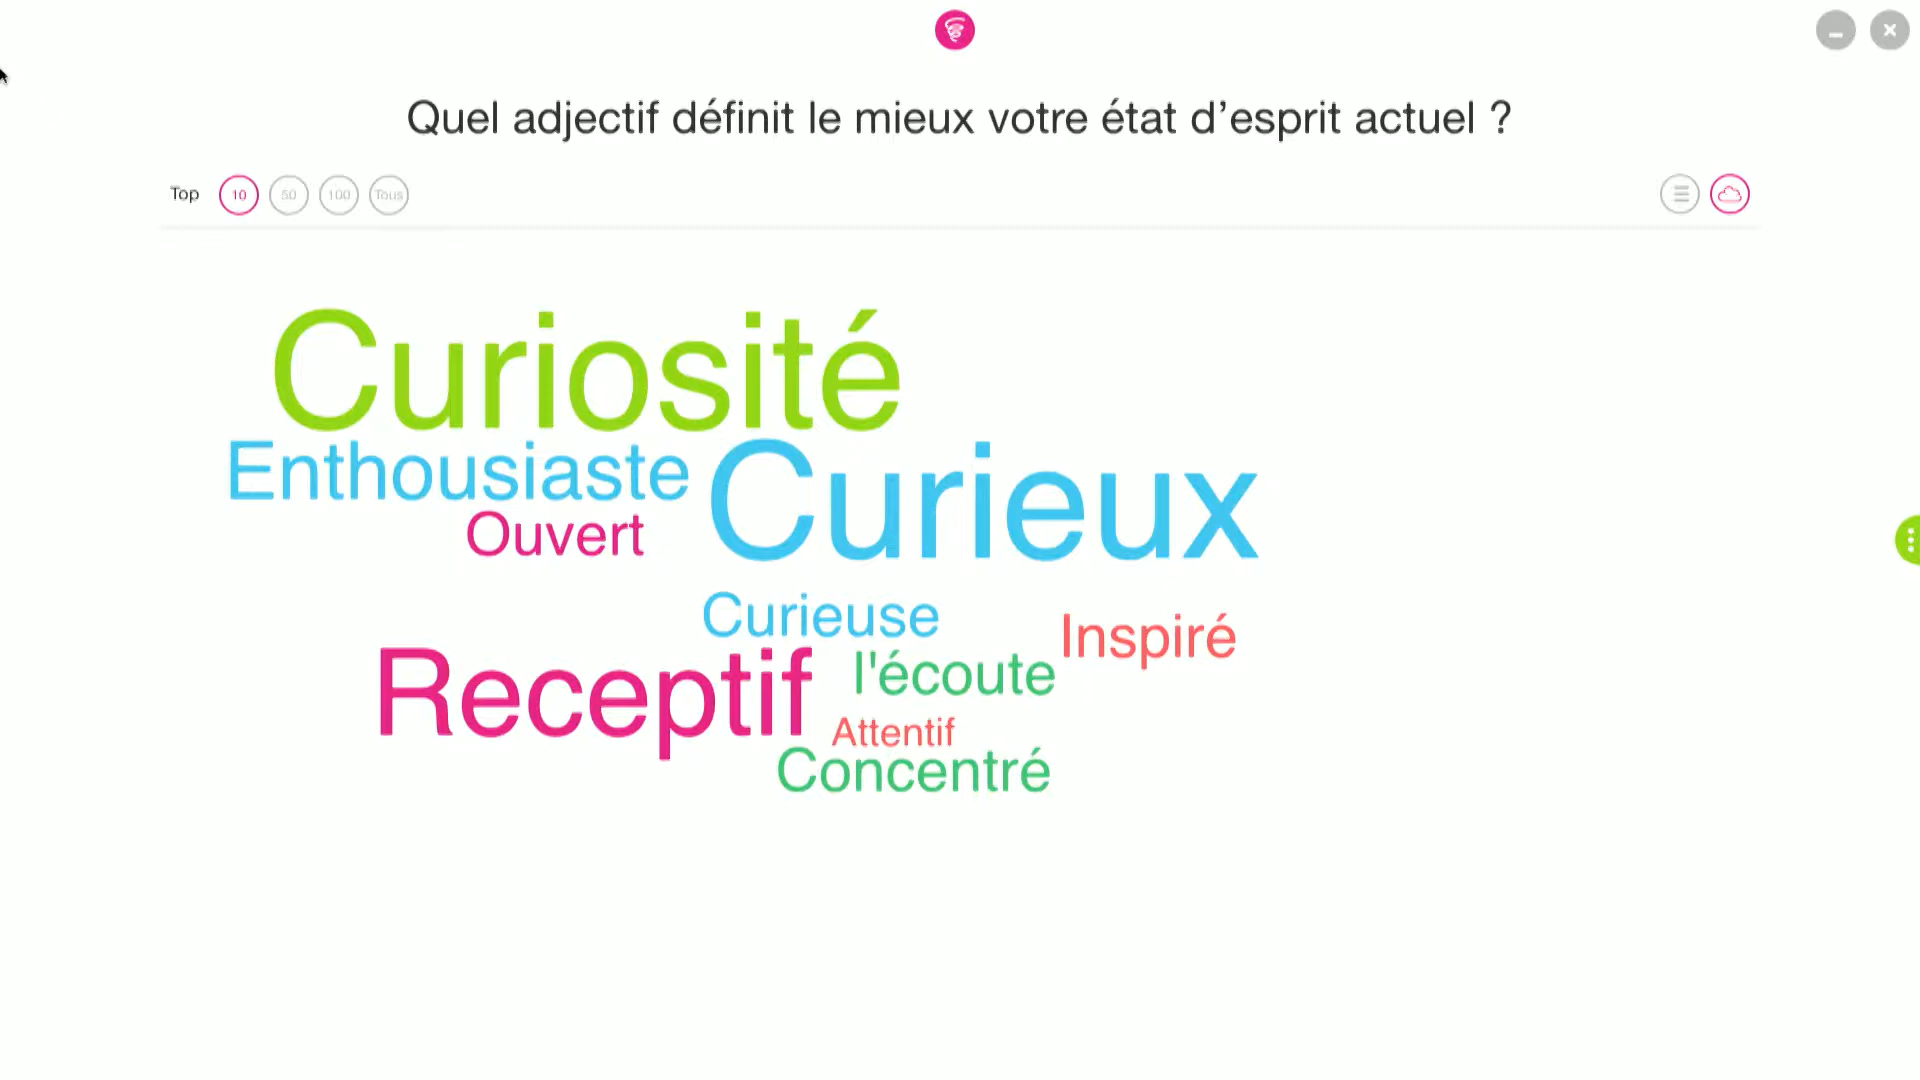 Quel adjectif définit le mieux votre état d’esprit actuel ?
Top 10 50 100 Tous
Curiosité
Enthousiaste
Curieux
Ouvert
Curieuse
Inspiré
l'écoute
Receptif
Attentif
Concentré